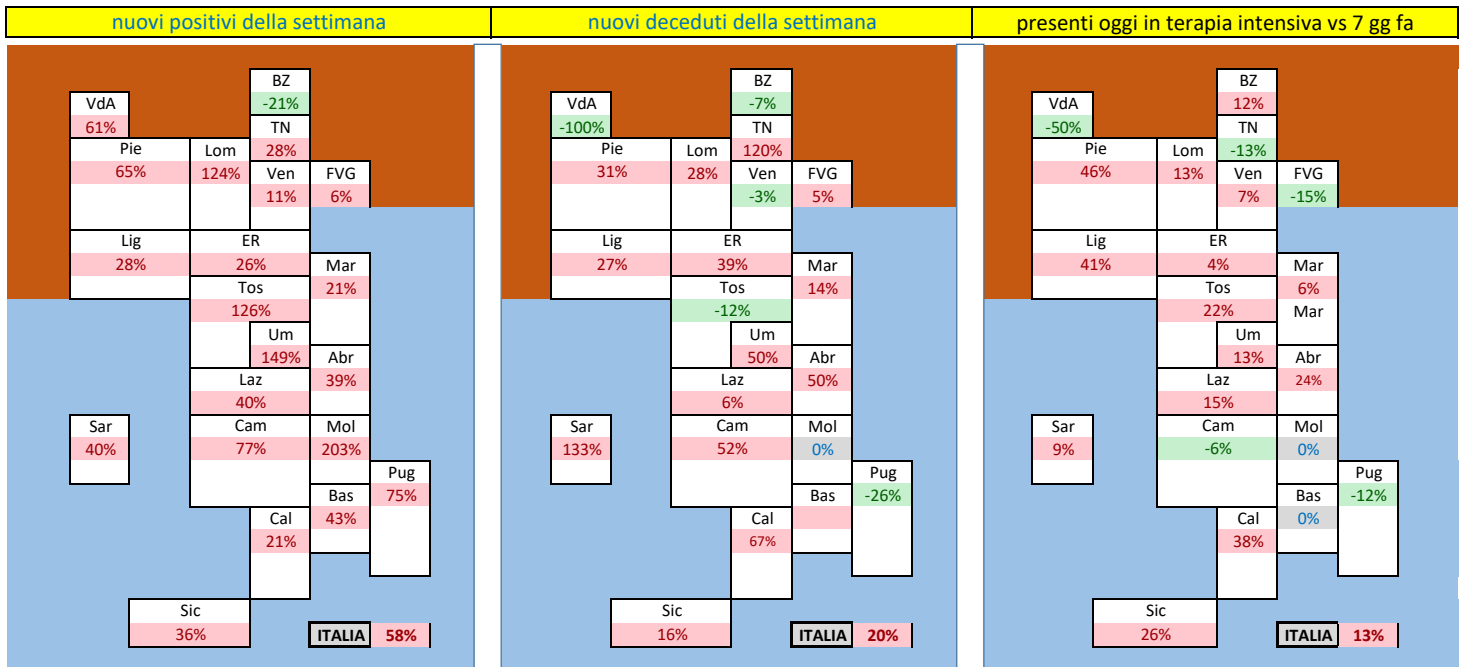 nuovi positivi della settimana
BZ
VdA -21%
61% TN
Pie Lom 28%
65% 124% Ven FVG
11% 6%
Lig ER
28% 26% Mar
Tos 21%
126%
Um
149% Abr
Laz 39%
40%
Sar Cam Mol
40% 77% 203%
Pug
Bas 75%
Cal 43%
21%
Sic
36% ITALIA 58%
nuovi deceduti della settimana
BZ
VdA -7%
-100% TN
Pie Lom 120%
31% 28% Ven FVG
-3% 5%
Lig ER
27% 39% Mar
Tos 14%
-12%
Um
50% Abr
Laz 50%
6%
Sar Cam Mol
133% 52% 0%
Pug
Bas -26%
Cal
67%
Sic
16% ITALIA 20%
presenti oggi in terapia intensiva vs 7 gg fa
BZ
VdA 12%
-50% TN
Pie Lom -13%
46% 13% Ven FVG
7% -15%
Lig ER
41% 4% Mar
Tos 6%
22% Mar
Um
13% Abr
Laz 24%
15%
Sar Cam Mol
9% -6% 0%
Pug
Bas -12%
Cal 0%
38%
Sic
26% ITALIA 13%